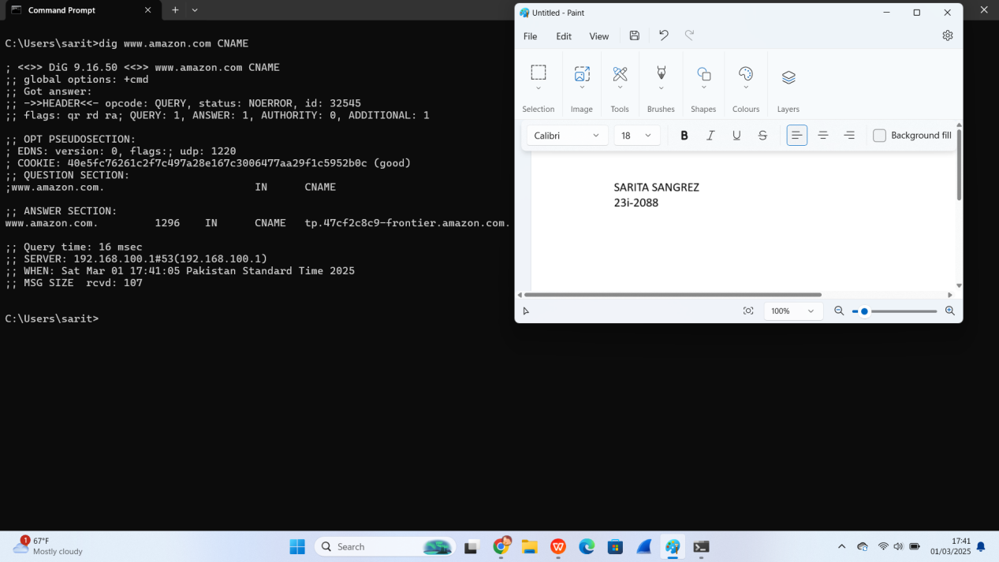 Command Prompt
C:\Users\sarit>dig www.amazon.com CNAME
; <<>> DiG 9.16.50 <<>> www.amazon.com CNAME
;; global options: +cmd
;; Got answer:
;; ->>HEADER<<- opcode: QUERY, status: NOERROR, id: 32545
;; flags: qr rd ra; QUERY: 1, ANSWER: 1, AUTHORITY: 0, ADDITIONAL: 1
;; OPT PSEUDOSECTION:
; EDNS: version: 0, flags:; udp: 1220
; COOKIE: 40e5fc76261c2f7c497a28e167c3006477aa29f1c5952b0c (good)
;; QUESTION SECTION:
;www.amazon.com. IN CNAME
;; ANSWER SECTION:
www.amazon.com. 1296 IN CNAME tp.47cf2c8c9-frontier.amazon.com.
;; Query time: 16 msec
;; SERVER: 192.168.100.1#53(192.168.100.1)
;; WHEN: Sat Mar 01 17:41:05 Pakistan Standard Time 2025
;; MSG SIZE rcvd: 107
C:\Users\sarit>
Untitled - Paint
File Edit View
Selection Image Tools Brushes Shapes Colours Layers
Calibri 18 B I U S Background fill
SARITA SANGREZ
23i-2088
100%
1 67°F
Mostly cloudy
Search
17:41
01/03/2025